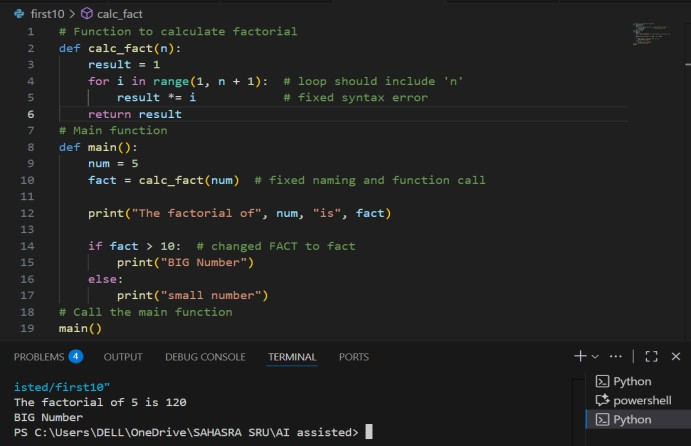 first10 > calc_fact
1 # Function to calculate factorial
2 def calc_fact(n):
3     result = 1
4     for i in range(1, n + 1):  # loop should include 'n'
5         result *= i            # fixed syntax error
6     return result
7 # Main function
8 def main():
9     num = 5
10     fact = calc_fact(num)  # fixed naming and function call
11
12     print("The factorial of", num, "is", fact)
13
14     if fact > 10:  # changed FACT to fact
15         print("BIG Number")
16     else:
17         print("small number")
18 # Call the main function
19 main()
PROBLEMS 4 OUTPUT DEBUG CONSOLE TERMINAL PORTS
isted/first10"
The factorial of 5 is 120
BIG Number
PS C:\Users\DELL\OneDrive\SAHASRA SRU\AI assisted>
Python
powershell
Python